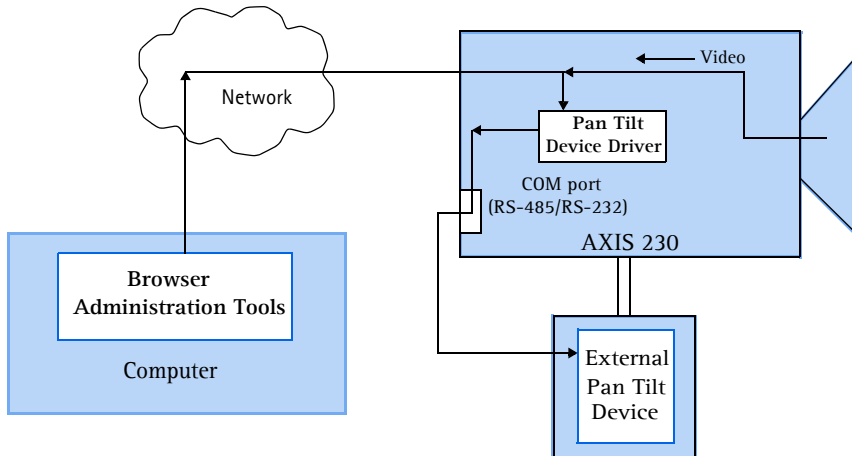 Video
Network
Pan Tilt
Device Driver
COM port
(RS-485/RS-232)
AXIS 230
Browser
Administration Tools
Computer
External
Pan Tilt
Device